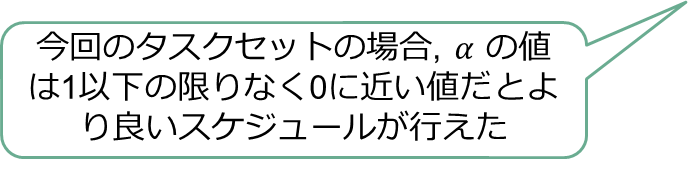 今回のタスクセットの場合, α の値
は1以下の限りなく0に近い値だとよ
り良いスケジュールが行えた